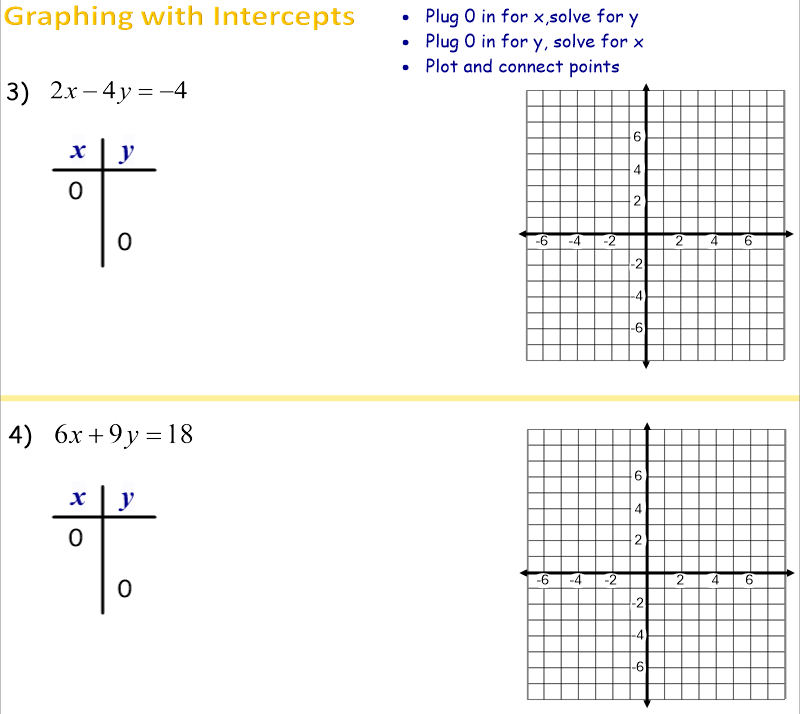 Graphing with Intercepts
• Plug 0 in for x,solve for y
• Plug 0 in for y, solve for x
• Plot and connect points
3) 2x – 4y = –4
x y
0
0
6
4
2
-6 -4 -2 2 4 6
-2
-4
-6
4) 6x + 9y = 18
x y
0
0
6
4
2
-6 -4 -2 2 4 6
-2
-4
-6